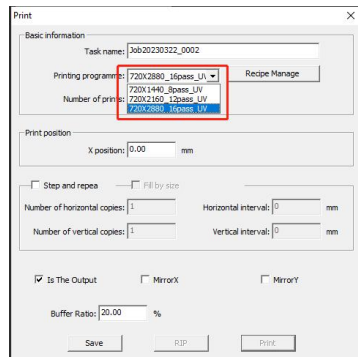 Print
Basic information
Task name: Job20230322_0002
Printing programme: 720X2880_16pass_U\ Recipe Manage
720X1440_8pass_UV
Number of prints: 720X2160_12pass_UV
720X2880_16pass_UV
Print position
X position: 0.00 mm
Step and repea Fill by size
Number of horizontal copies: 1 Horizontal interval: 0 mm
Number of vertical copies: 1 Vertical interval: 0 mm
Is The Output MirrorX MirrorY
Buffer Ratio: 20.00 %
Save RIP Print